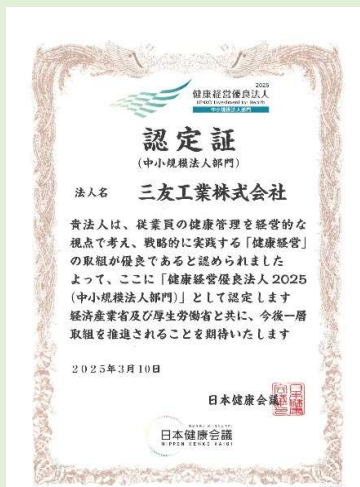 2025
健康経営優良法人
KENKO Investment for Health
中小規模法人部門
認定証
(中小規模法人部門)
法人名 三友工業株式会社
貴法人は、従業員の健康管理を経営的な
視点で考え、戦略的に実践する「健康経営」
の取組が優良であると認められました
よって、ここに「健康経営優良法人2025
(中小規模法人部門)」として認定します
経済産業省及び厚生労働省と共に、今後一層
取組を推進されることを期待いたします
2025年3月10日
日本健康会議
日本健康会議
NIPPON KENKO KAIGI